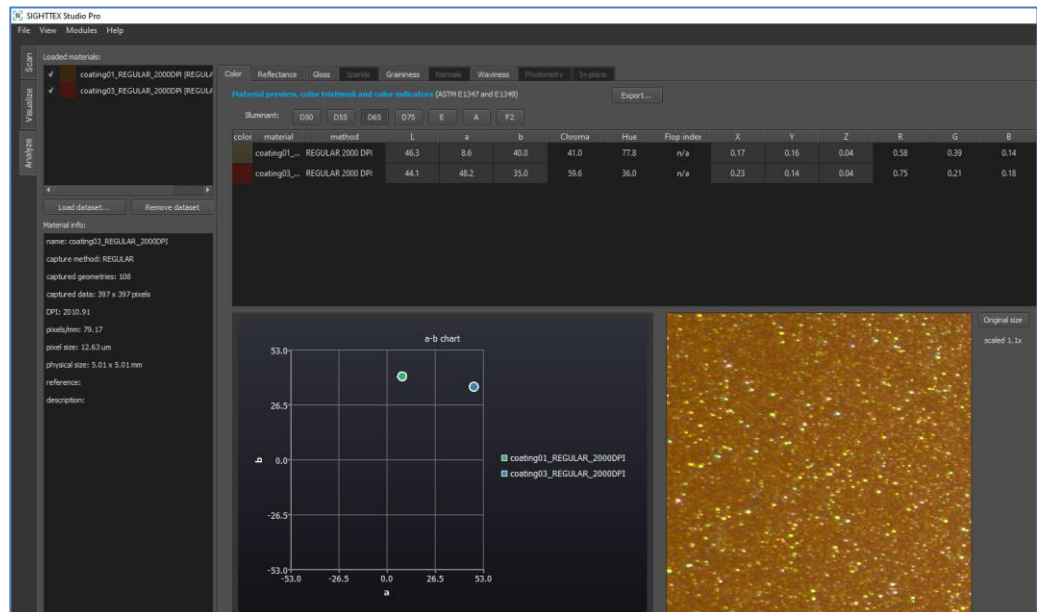 SIGHTTEX Studio Pro
File View Modules Help
Scan
Visualize
Analyze
Loaded materials:
coating01_REGULAR_2000DPI [REGULA
coating03_REGULAR_2000DPI [REGULA
Load dataset... Remove dataset
Material info:
name: coating03_REGULAR_2000DPI
capture method: REGULAR
captured geometries: 108
captured data: 397 x 397 pixels
DPI: 2010.91
pixels/mm: 79.17
pixel size: 12.63 um
physical size: 5.01 x 5.01 mm
reference:
description:
Color Reflectance Gloss Sparkle Graininess Normals Waviness Photometry In-plane
Material preview, color tristimuli and color indicators (ASTM E1347 and E1349) Export...
Illuminant: D50 D55 D65 D75 E A F2
color material method L a b Chroma Hue Flop index X Y Z R G B
coating01_... REGULAR 2000 DPI 46.3 8.6 40.0 41.0 77.8 n/a 0.17 0.16 0.04 0.58 0.39 0.14
coating03_... REGULAR 2000 DPI 44.1 48.2 35.0 59.6 36.0 n/a 0.23 0.14 0.04 0.75 0.21 0.18
a-b chart
53.0
26.5
0.0
-26.5
-53.0
b
-53.0 -26.5 0.0 26.5 53.0
a
coating01_REGULAR_2000DPI
coating03_REGULAR_2000DPI
Original size
scaled 1.1x